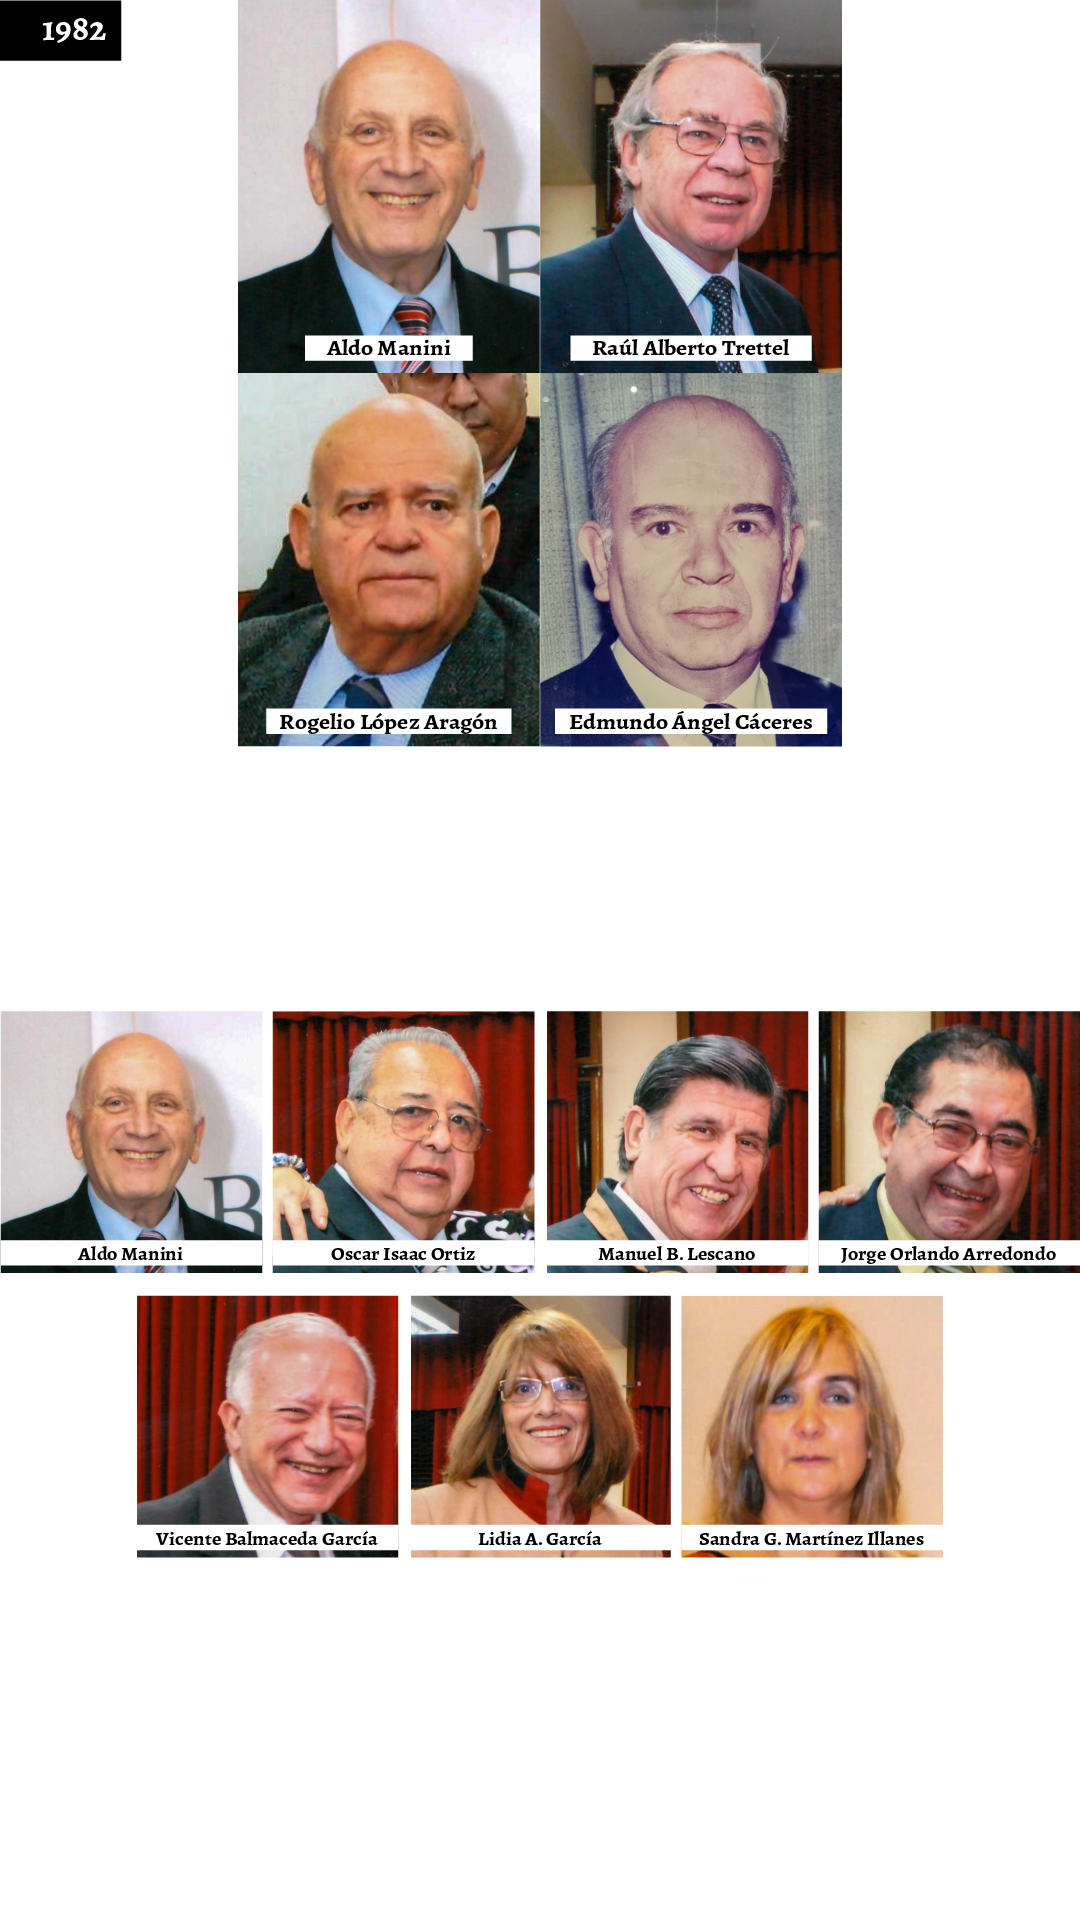 1982
Aldo Manini
Raúl Alberto Trettel
Rogelio López Aragón
Edmundo Ángel Cáceres
Aldo Manini
Oscar Isaac Ortiz
Manuel B. Lescano
Jorge Orlando Arredondo
Vicente Balmaceda García
Lidia A. García
Sandra G. Martínez Illanes